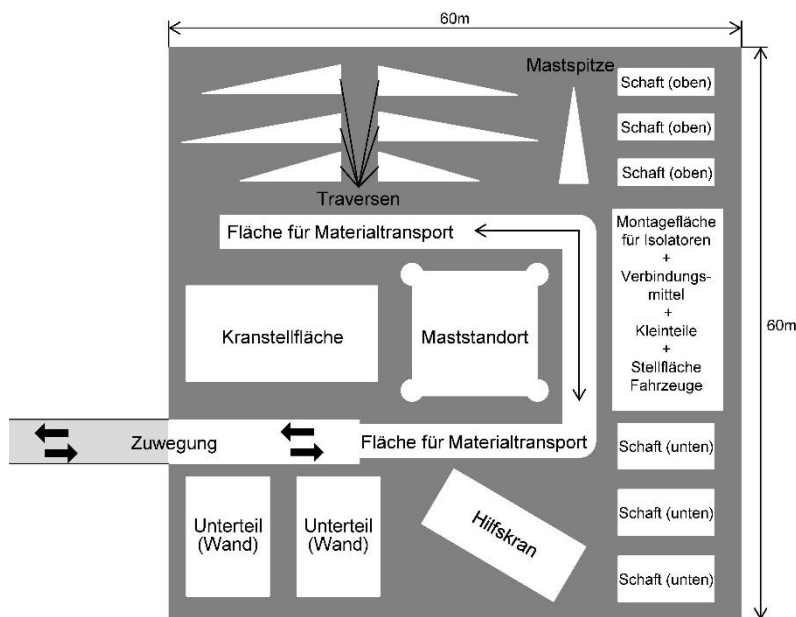 60m
Mastspitze
Schaft (oben)
Schaft (oben)
Schaft (oben)
Traversen
Fläche für Materialtransport
Montagefläche
für Isolatoren
+
Verbindungs-
mittel
+
Kleinteile
+
Stellfläche
Fahrzeuge
60m
Kranstellfläche
Maststandort
Zuwegung
Fläche für Materialtransport
Schaft (unten)
Unterteil
(Wand)
Unterteil
(Wand)
Hilfskran
Schaft (unten)
Schaft (unten)